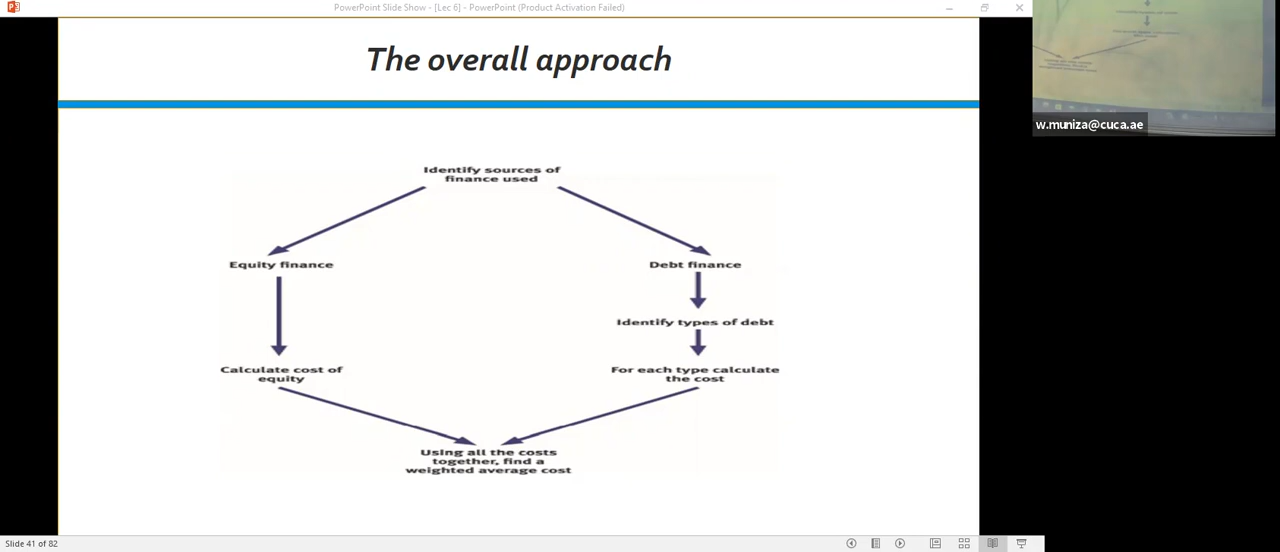 PowerPoint Slide Show - [Lec 6] - PowerPoint (Product Activation Failed)
The overall approach
Identify sources of
finance used
Equity finance
Debt finance
Identify types of debt
Calculate cost of
equity
For each type calculate
the cost
Using all the costs
together, find a
weighted average cost
w.muniza@cuca.ae
Slide 41 of 82